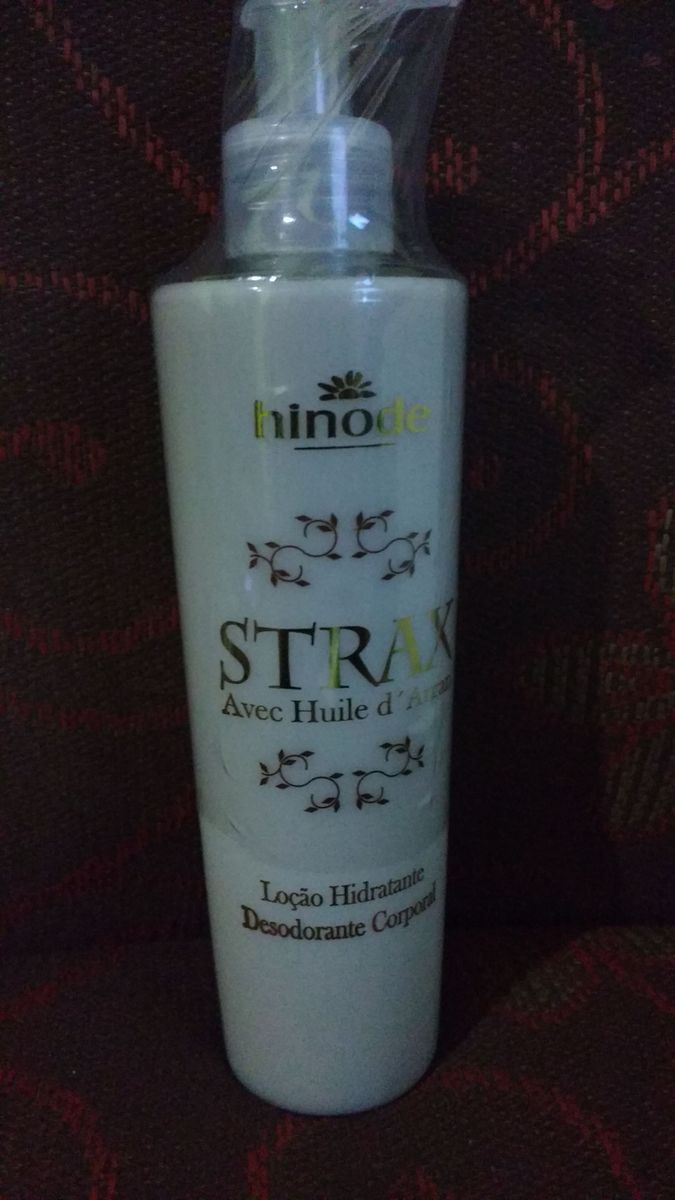 hinode
STRAX
Avec Huile d'
Loção Hidratante
Desodorante Corporal